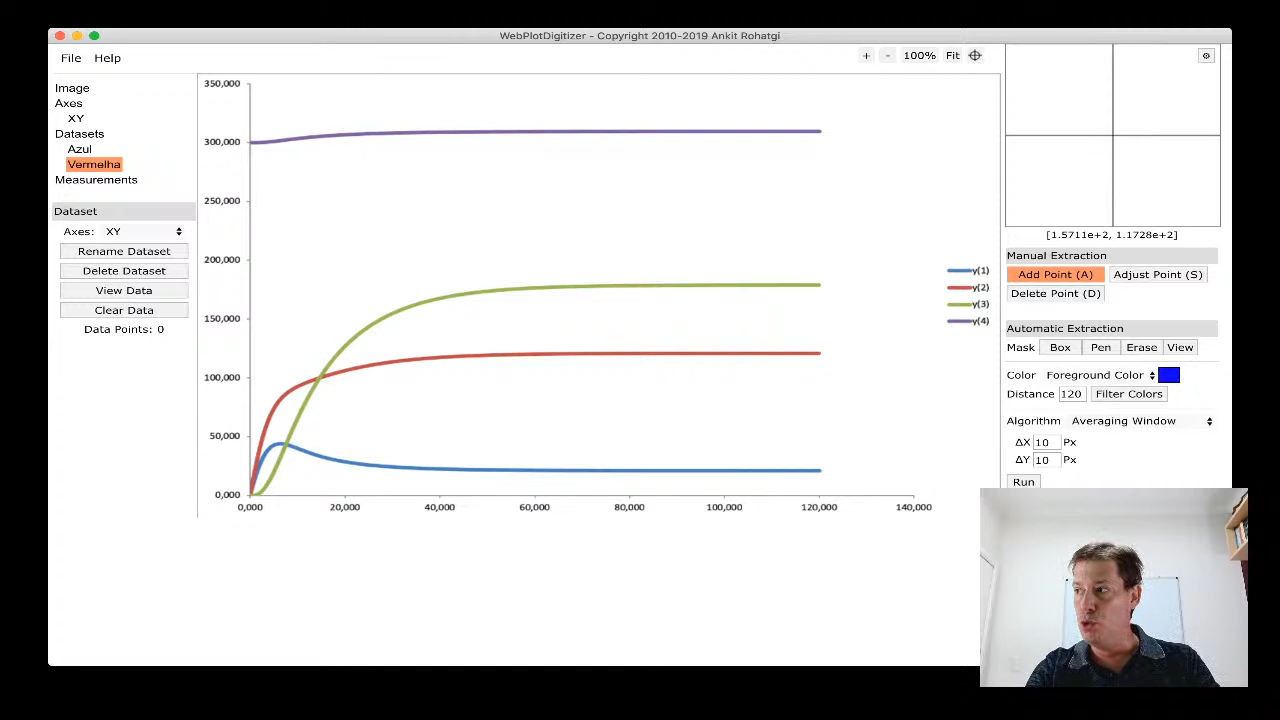 WebPlotDigitizer - Copyright 2010-2019 Ankit Rohatgi
File Help
+ - 100% Fit
Image
Axes
XY
Datasets
Azul
Vermelha
Measurements
Dataset
Axes: XY
Rename Dataset
Delete Dataset
View Data
Clear Data
Data Points: 0
350,000
300,000
250,000
200,000
150,000
100,000
50,000
0,000
0,000 20,000 40,000 60,000 80,000 100,000 120,000 140,000
y(1)
y(2)
y(3)
y(4)
[1.5711e+2, 1.1728e+2]
Manual Extraction
Add Point (A) Adjust Point (S)
Delete Point (D)
Automatic Extraction
Mask Box Pen Erase View
Color Foreground Color
Distance 120 Filter Colors
Algorithm Averaging Window
ΔX 10 Px
ΔY 10 Px
Run